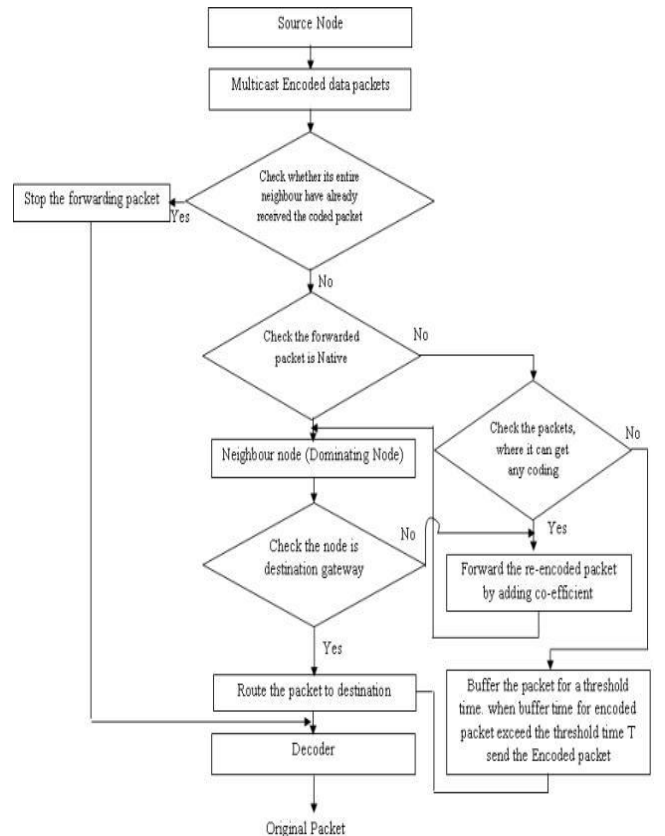 Source Node
Multicast Encoded data packets
Check whether its entire
neighbour have already
received the coded packet
Stop the forwarding packet
Yes
No
Check the forwarded
packet is Native
No
Check the packets,
where it can get
any coding
No
Neighbour node (Dominating Node)
Yes
No
Check the node is
destination gateway
Forward the re-encoded packet
by adding co-efficient
Yes
Route the packet to destination
Buffer the packet for a threshold
time. when buffer time for encoded
packet exceed the threshold time T
send the Encoded packet
Decoder
Original Packet